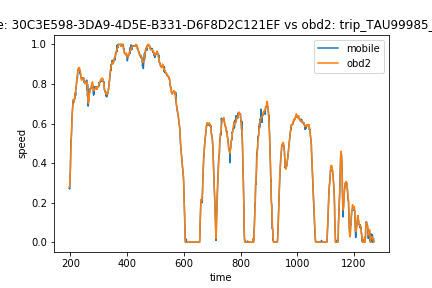 e: 30C3E598-3DA9-4D5E-B331-D6F8D2C121EF vs obd2: trip_TAU99985_
mobile
obd2
1.0
0.8
0.6
0.4
0.2
0.0
speed
200 400 600 800 1000 1200
time